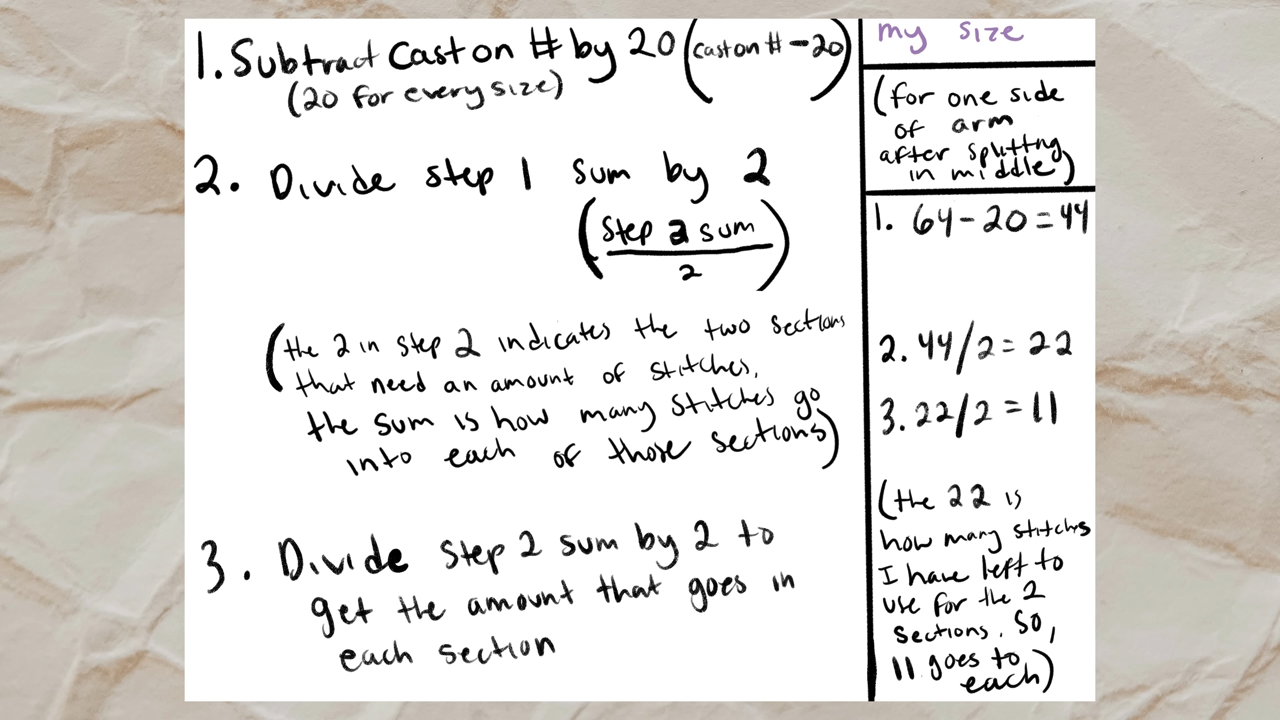 1. Subtract Cast on # by 20 (cast on # - 20)
(20 for every size)
2. Divide step 1 sum by 2
(step 2 sum
2)
(the 2 in step 2 indicates the two sections
that need an amount of stitches,
the sum is how many stitches go
into each of those sections)
3. Divide step 2 sum by 2 to
get the amount that goes in
each section
my size
(for one side
of arm
after splitting
in middle)
1. 64-20=44
2. 44/2=22
3. 22/2=11
(the 22 is
how many stitches
I have left to
use for the 2
sections. So,
11 goes to
each)